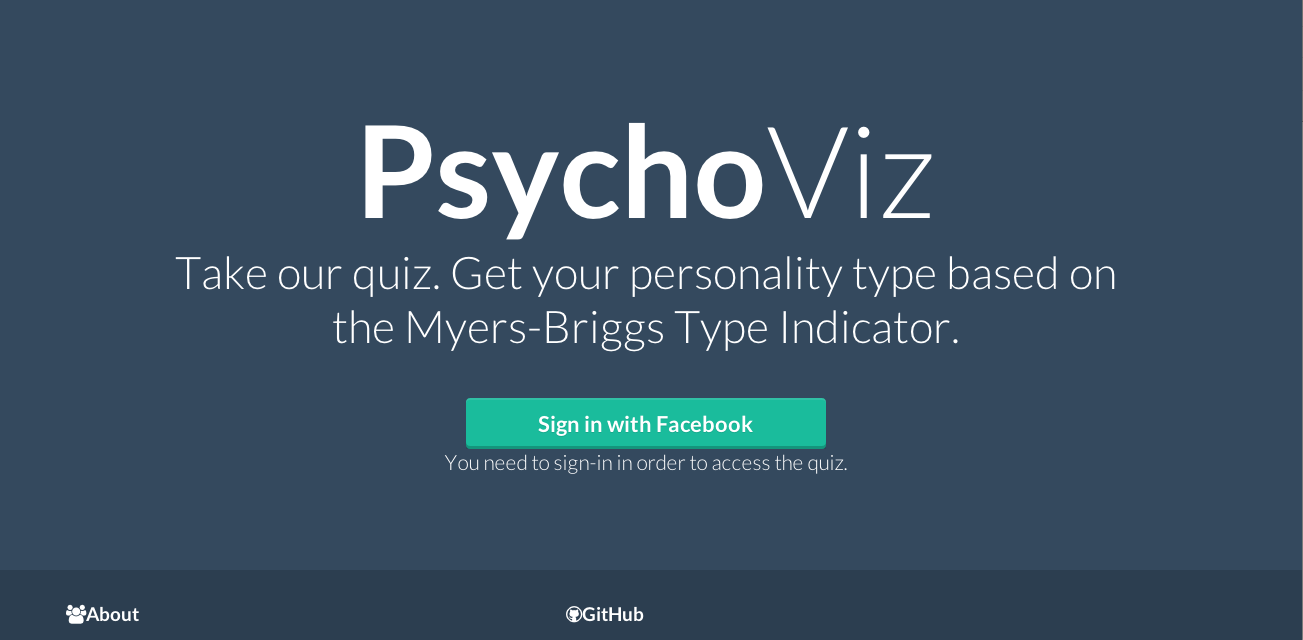 PsychoViz
Take our quiz. Get your personality type based on
the Myers-Briggs Type Indicator.
Sign in with Facebook
You need to sign-in in order to access the quiz.
About
GitHub